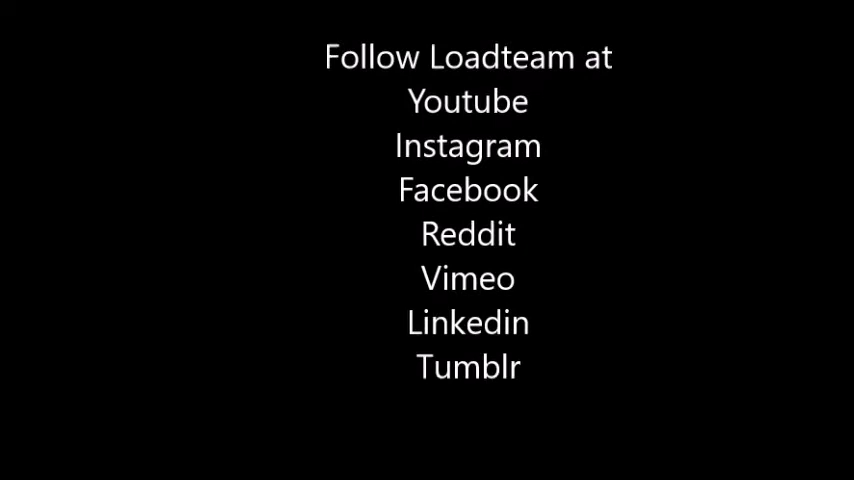 Follow Loadteam at
Youtube
Instagram
Facebook
Reddit
Vimeo
Linkedin
Tumblr